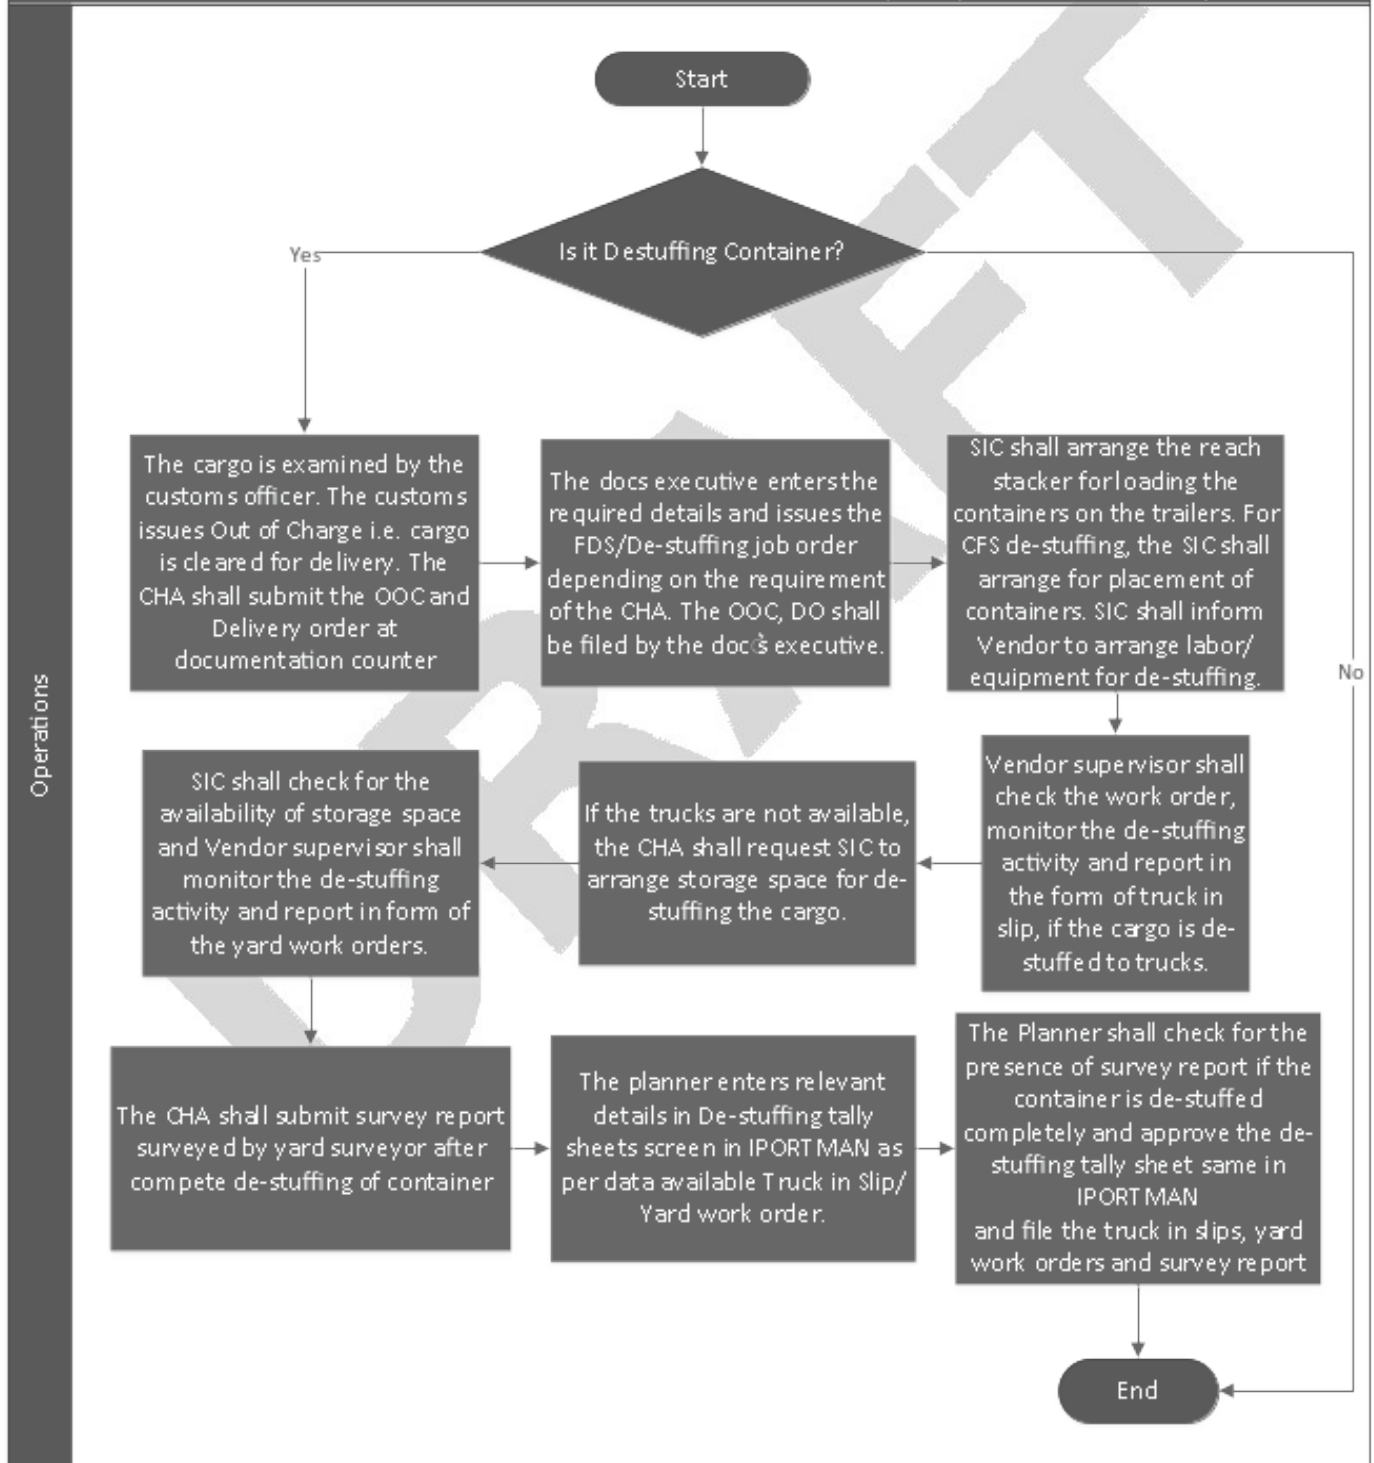 Start
Is it Destuffing Container?
Yes
The cargo is examined by the
customs officer. The customs
issues Out of Charge i.e. cargo
is cleared for delivery. The
CHA shall submit the OOC and
Delivery order at
documentation counter
The docs executive enters the
required details and issues the
FDS/De-stuffing job order
depending on the requirement
of the CHA. The OOC, DO shall
be filed by the docs executive.
SIC shall arrange the reach
stacker for loading the
containers on the trailers. For
CFS de-stuffing, the SIC shall
arrange for placement of
containers. SIC shall inform
Vendor to arrange labor/
equipment for de-stuffing.
No
Operations
Vendor supervisor shall
check the work order,
monitor the de-stuffing
activity and report in
the form of truck in
slip, if the cargo is de-
stuffed to trucks.
If the trucks are not available,
the CHA shall request SIC to
arrange storage space for de-
stuffing the cargo.
SIC shall check for the
availability of storage space
and Vendor supervisor shall
monitor the de-stuffing
activity and report in form of
the yard work orders.
The CHA shall submit survey report
surveyed by yard surveyor after
compete de-stuffing of container
The planner enters relevant
details in De-stuffing tally
sheets screen in IPORTMAN as
per data available Truck in Slip/
Yard work order.
The Planner shall check for the
presence of survey report if the
container is de-stuffed
completely and approve the de-
stuffing tally sheet same in
IPORTMAN
and file the truck in slips, yard
work orders and survey report
End
DRAFT